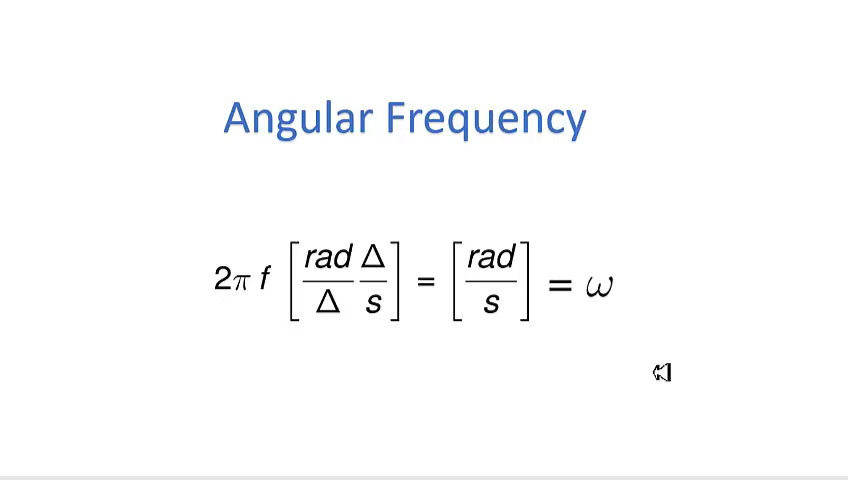 Angular Frequency
2π f [rad/Δ Δ/s] = [rad/s] = ω